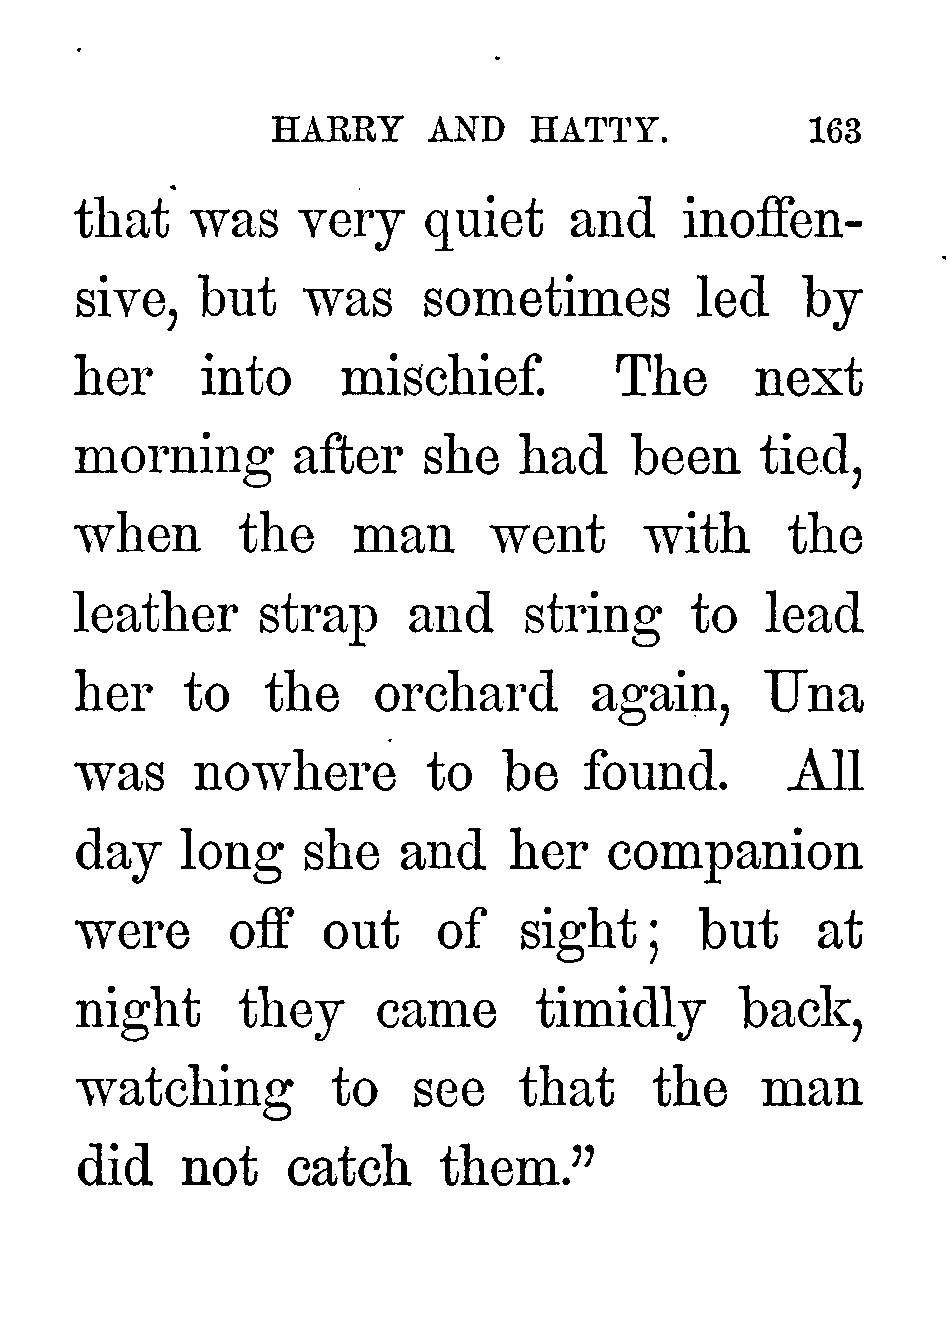 HARRY AND HATTY. 163
that was very quiet and inoffen-
sive, but was sometimes led by
her into mischief. The next
morning after she had been tied,
when the man went with the
leather strap and string to lead
her to the orchard again, Una
was nowhere to be found. All
day long she and her companion
were off out of sight; but at
night they came timidly back,
watching to see that the man
did not catch them.”